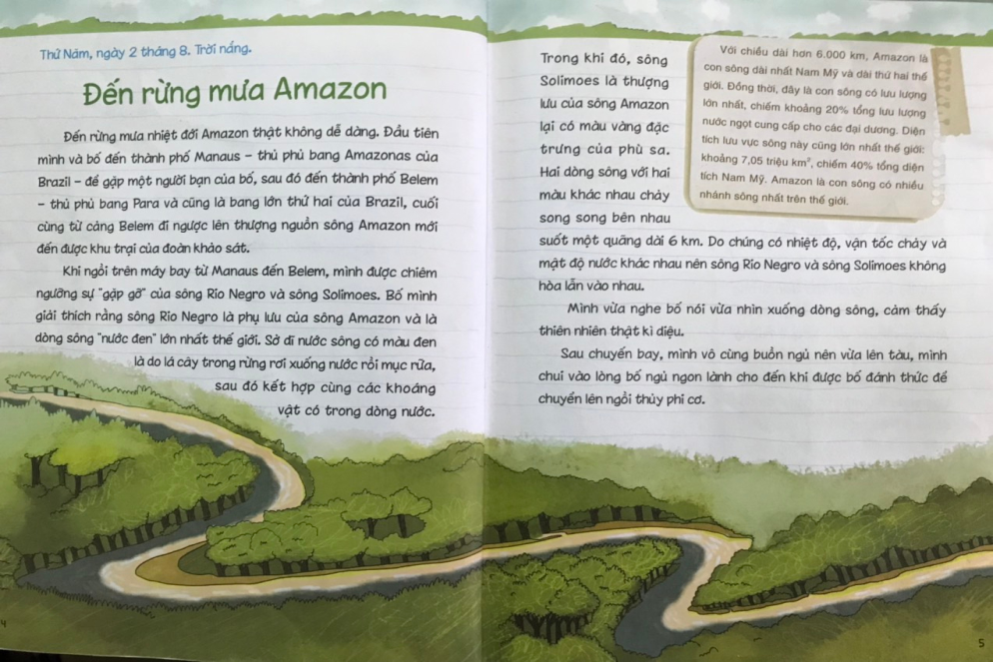 Thứ Năm, ngày 2 tháng 8. Trời nắng.
Đến rừng mưa Amazon
Đến rừng mưa nhiệt đới Amazon thật không dễ dàng. Đầu tiên
mình và bố đến thành phố Manaus – thủ phủ bang Amazonas của
Brazil – để gặp một người bạn của bố, sau đó đến thành phố Belem
– thủ phủ bang Para và cũng là bang lớn thứ hai của Brazil, cuối
cùng từ cảng Belem đi ngược lên thượng nguồn sông Amazon mới
đến được khu trại của đoàn khảo sát.
Khi ngồi trên máy bay từ Manaus đến Belem, mình được chiêm
ngưỡng sự "gặp gỡ" của sông Rio Negro và sông Solimoes. Bố mình
giải thích rằng sông Rio Negro là phụ lưu của sông Amazon và là
dòng sông "nước đen" lớn nhất thế giới. Sở dĩ nước sông có màu đen
là do lá cây trong rừng rơi xuống nước rồi mục rữa,
sau đó kết hợp cùng các khoáng
vật có trong dòng nước.
4
Trong khi đó, sông
Solimoes là thượng
lưu của sông Amazon
lại có màu vàng đặc
trưng của phù sa.
Hai dòng sông với hai
màu khác nhau chảy
song song bên nhau
suốt một quãng dài 6 km. Do chúng có nhiệt độ, vận tốc chảy và
mật độ nước khác nhau nên sông Rio Negro và sông Solimoes không
hòa lẫn vào nhau.
Mình vừa nghe bố nói vừa nhìn xuống dòng sông, cảm thấy
thiên nhiên thật kì diệu.
Sau chuyến bay, mình vô cùng buồn ngủ nên vừa lên tàu, mình
chui vào lòng bố ngủ ngon lành cho đến khi được bố đánh thức để
chuyển lên ngồi thủy phi cơ.
Với chiều dài hơn 6.000 km, Amazon là
con sông dài nhất Nam Mỹ và dài thứ hai thế
giới. Đồng thời, đây là con sông có lưu lượng
lớn nhất, chiếm khoảng 20% tổng lưu lượng
nước ngọt cung cấp cho các đại dương. Diện
tích lưu vực sông này cũng lớn nhất thế giới:
khoảng 7,05 triệu km², chiếm 40% tổng diện
tích Nam Mỹ. Amazon là con sông có nhiều
nhánh sông nhất trên thế giới.
5